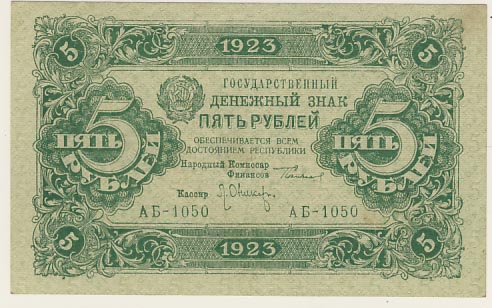 5 1923 5
ГОСУДАРСТВЕННЫЙ
ДЕНЕЖНЫЙ ЗНАК
ПЯТЬ РУБЛЕЙ
ОБЕСПЕЧИВАЕТСЯ ВСЕМ
ДОСТОЯНИЕМ РЕСПУБЛИКИ
5
ПЯТЬ
РУБЛЕЙ
5
ПЯТЬ
РУБЛЕЙ
Народный Комиссар
Финансов
Кассир
АБ-1050 АБ-1050
5 1923 5